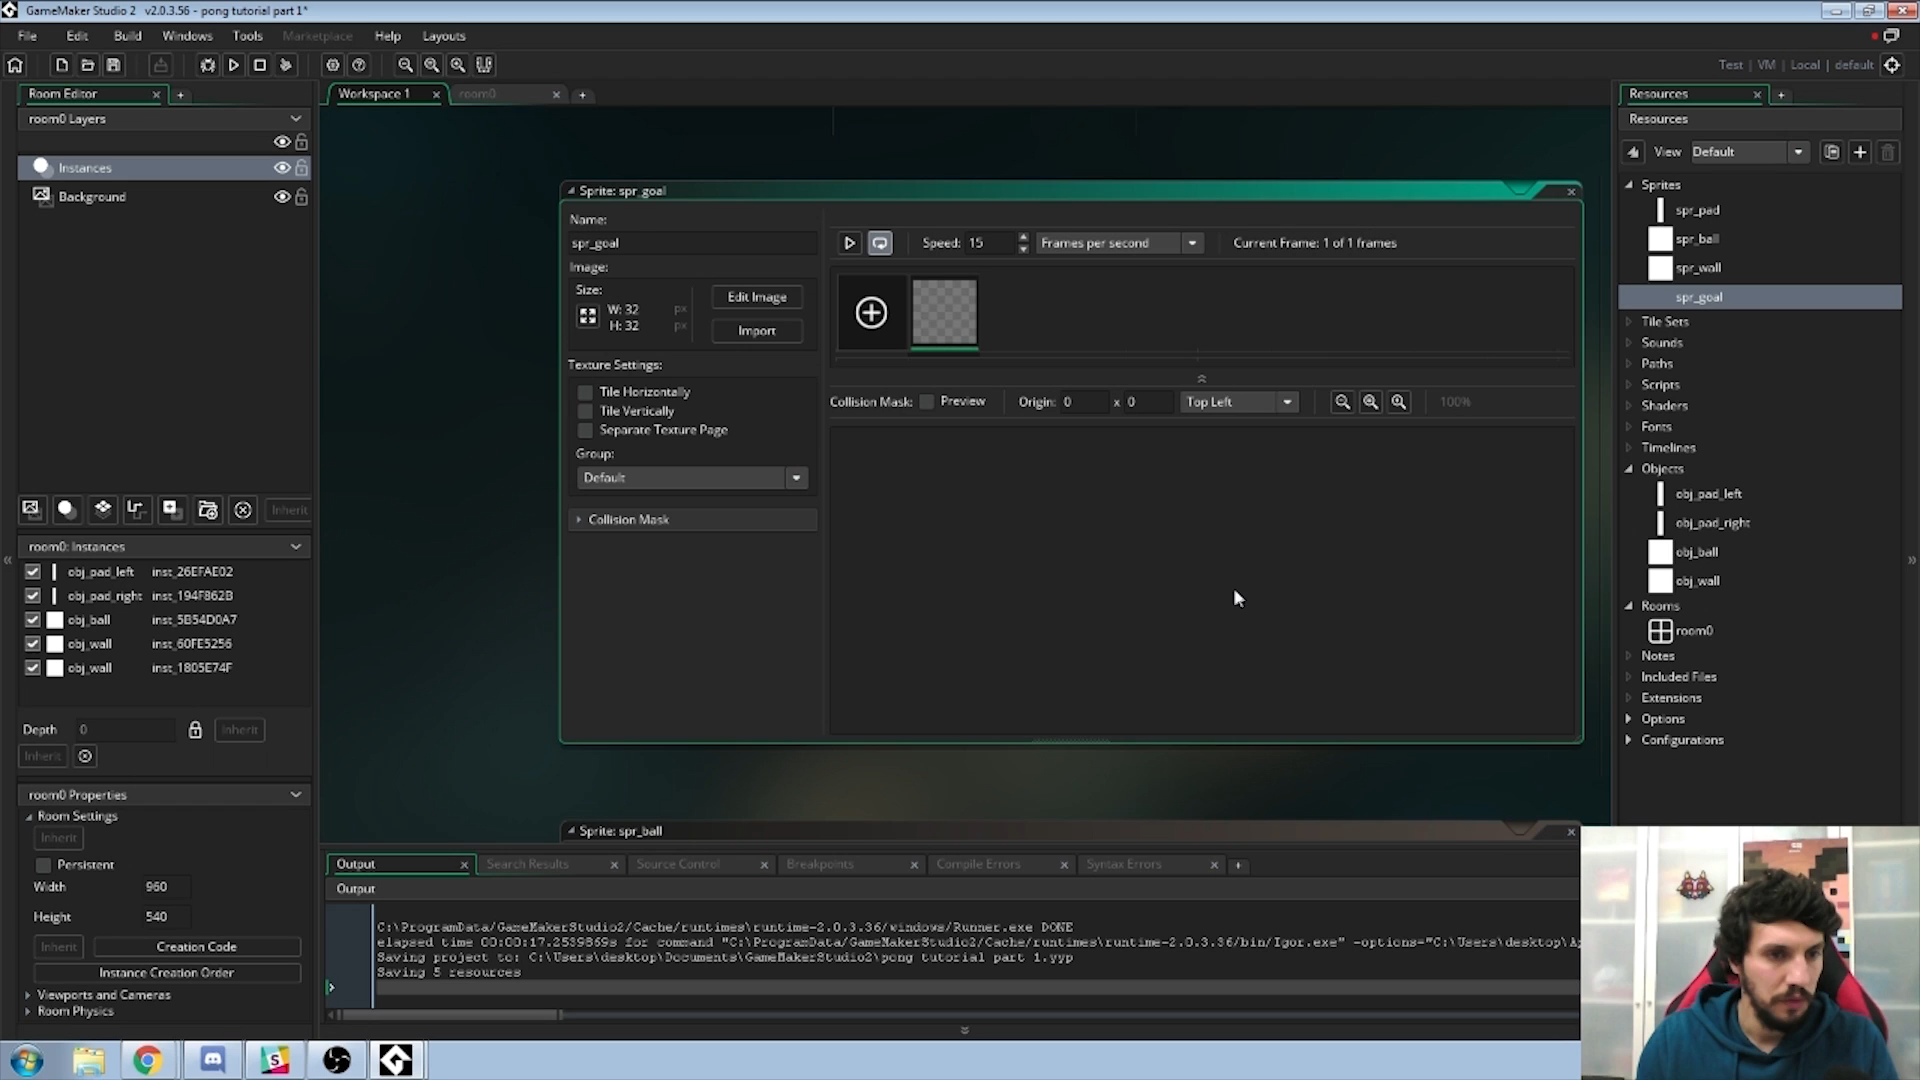 GameMaker Studio 2 v2.0.3.56 - pong tutorial part 1*
File Edit Build Windows Tools Marketplace Help Layouts
Test | VM | Local | default
Room Editor
room0 Layers
Instances
Background
Inherit
room0: Instances
obj_pad_left inst_26EFAE02
obj_pad_right inst_194F862B
obj_ball inst_5B54D0A7
obj_wall inst_60FE5256
obj_wall inst_1805E74F
Depth 0 Inherit
Inherit
room0 Properties
Room Settings
Inherit
Persistent
Width 960
Height 540
Inherit Creation Code
Instance Creation Order
Viewports and Cameras
Room Physics
Workspace 1 room0
Sprite: spr_goal
Name:
spr_goal
Image:
Size:
W: 32 px
H: 32 px
Edit Image
Import
Texture Settings:
Tile Horizontally
Tile Vertically
Separate Texture Page
Group:
Default
Collision Mask
Speed: 15 Frames per second Current Frame: 1 of 1 frames
Collision Mask: Preview Origin: 0 x 0 Top Left 100%
Sprite: spr_ball
Output Search Results Source Control Breakpoints Compile Errors Syntax Errors
Output
C:\ProgramData/GameMakerStudio2/Cache/runtimes\runtime-2.0.3.36/windows/Runner.exe DONE
elapsed time 00:00:17.2539869s for command "C:\ProgramData/GameMakerStudio2/Cache/runtimes\runtime-2.0.3.36/bin/Igor.exe" -options="C:\Users\desktop\A
Saving project to: C:\Users\desktop\Documents\GameMakerStudio2\pong tutorial part 1.yyp
Saving 5 resources
Resources
Resources
View Default
Sprites
spr_pad
spr_ball
spr_wall
spr_goal
Tile Sets
Sounds
Paths
Scripts
Shaders
Fonts
Timelines
Objects
obj_pad_left
obj_pad_right
obj_ball
obj_wall
Rooms
room0
Notes
Included Files
Extensions
Options
Configurations